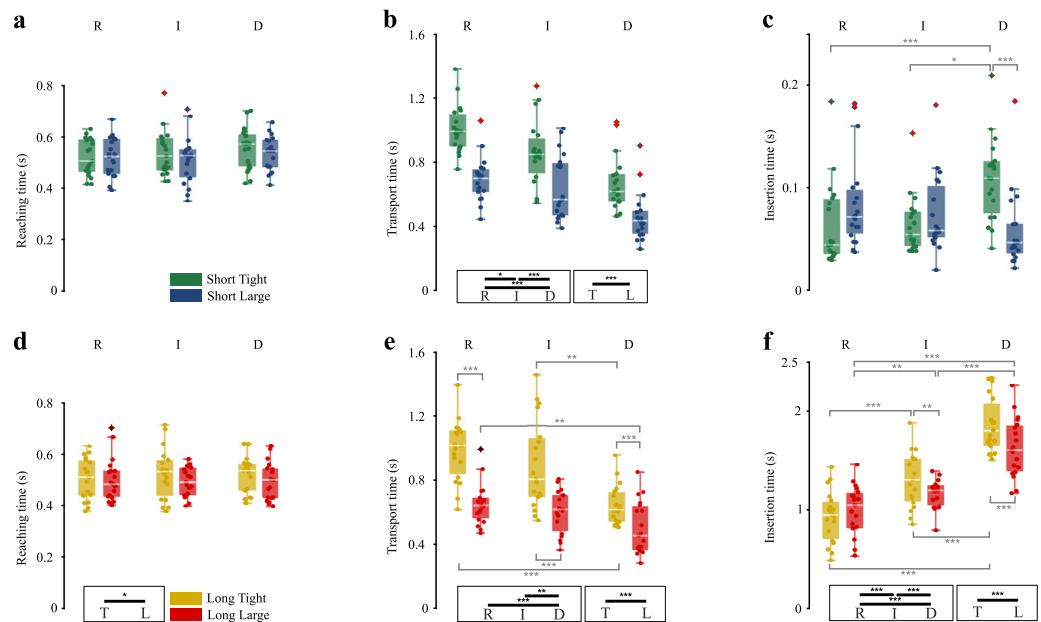 a
R I D
Reaching time (s)
0.8
0.6
0.4
0.2
0
Short Tight
Short Large
b
R I D
Transport time (s)
1.6
1.2
0.8
0.4
0
* ***
***
R I D
***
T L
c
R I D
Insertion time (s)
0.2
0.1
0
***
* ***
d
R I D
Reaching time (s)
0.8
0.6
0.4
0.2
0
*
T L
Long Tight
Long Large
e
R I D
Transport time (s)
1.6
1.2
0.8
0.4
0
**
***
**
***
***
***
**
***
R I D
***
T L
f
R I D
Insertion time (s)
2.5
2
1
0
***
** ***
*** **
***
***
***
*** ***
***
R I D
***
T L